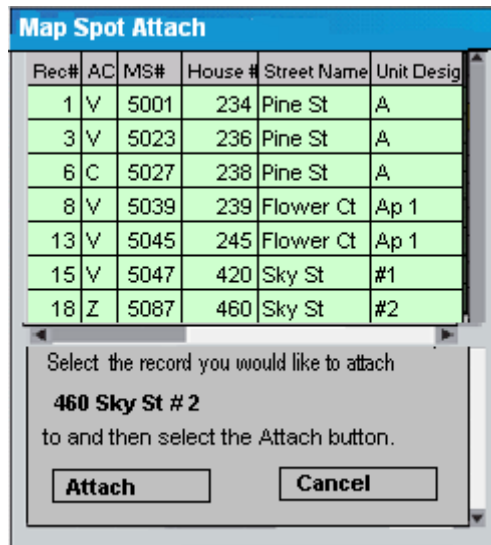 Map Spot Attach
Rec# AC MS# House # Street Name Unit Desig
1 V 5001 234 Pine St A
3 V 5023 236 Pine St A
6 C 5027 238 Pine St A
8 V 5039 239 Flower Ct Ap 1
13 V 5045 245 Flower Ct Ap 1
15 V 5047 420 Sky St #1
18 Z 5087 460 Sky St #2
Select the record you would like to attach
460 Sky St # 2
to and then select the Attach button.
Attach Cancel